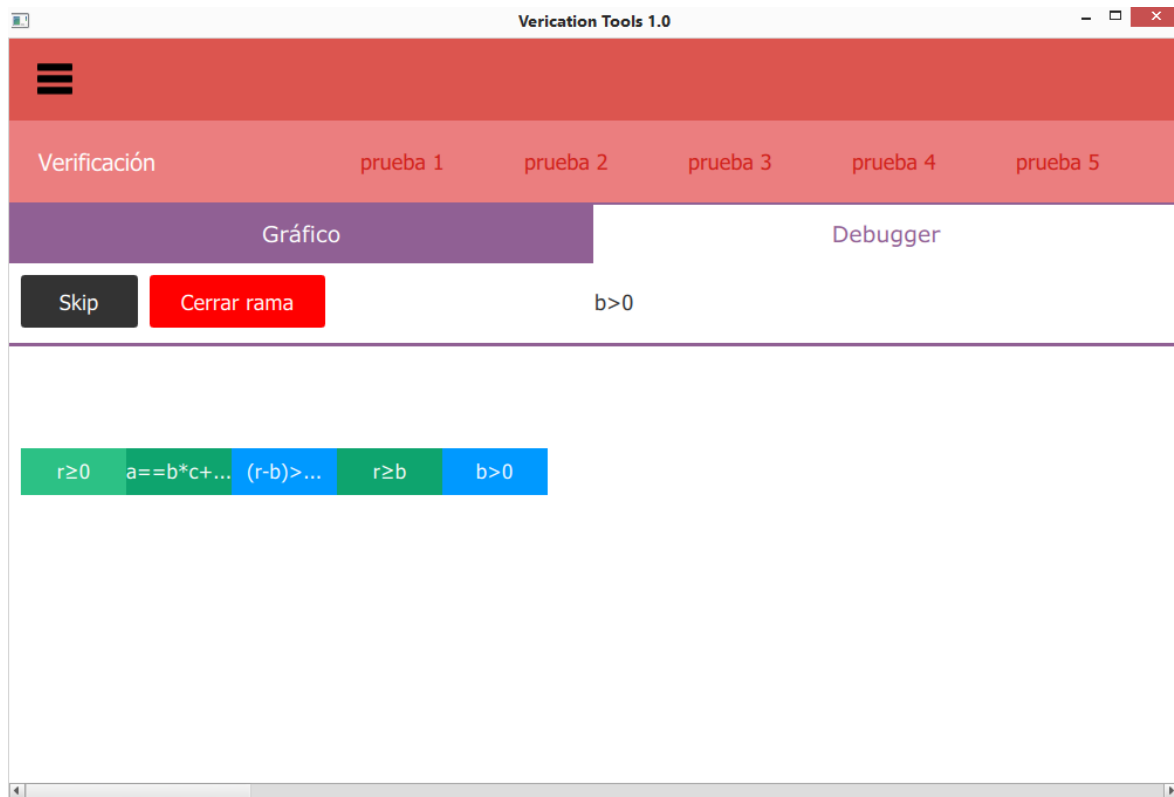 Verication Tools 1.0
Verificación prueba 1 prueba 2 prueba 3 prueba 4 prueba 5
Gráfico Debugger
Skip Cerrar rama b>0
r≥0 a==b*c+... (r-b)>... r≥b b>0